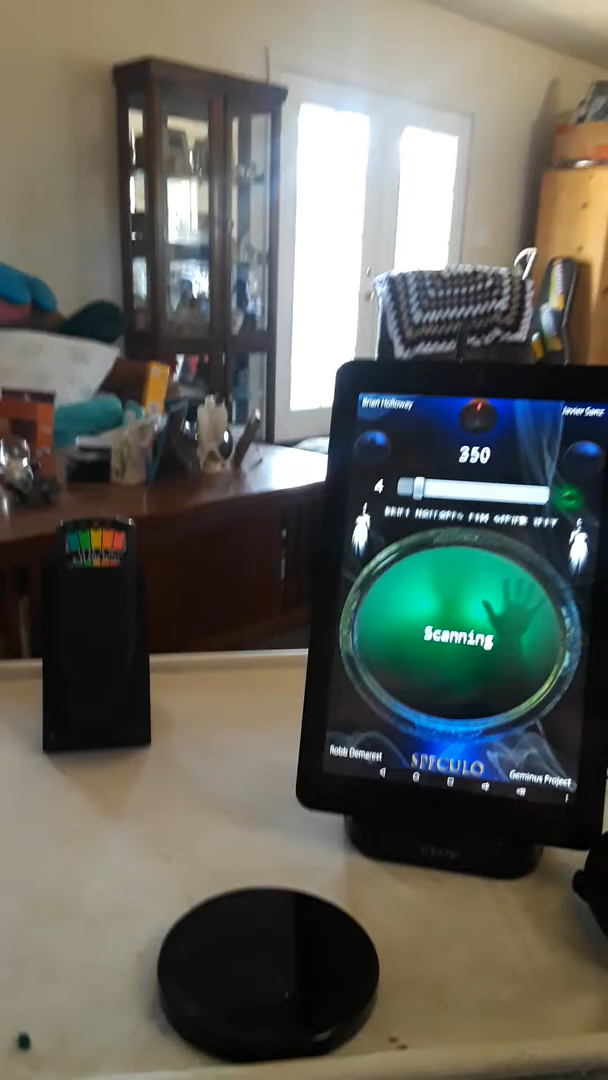 Brian Holloway
Javier Sanz
350
4
Scanning
Robb Demarest
SPECULO
Geminus Project